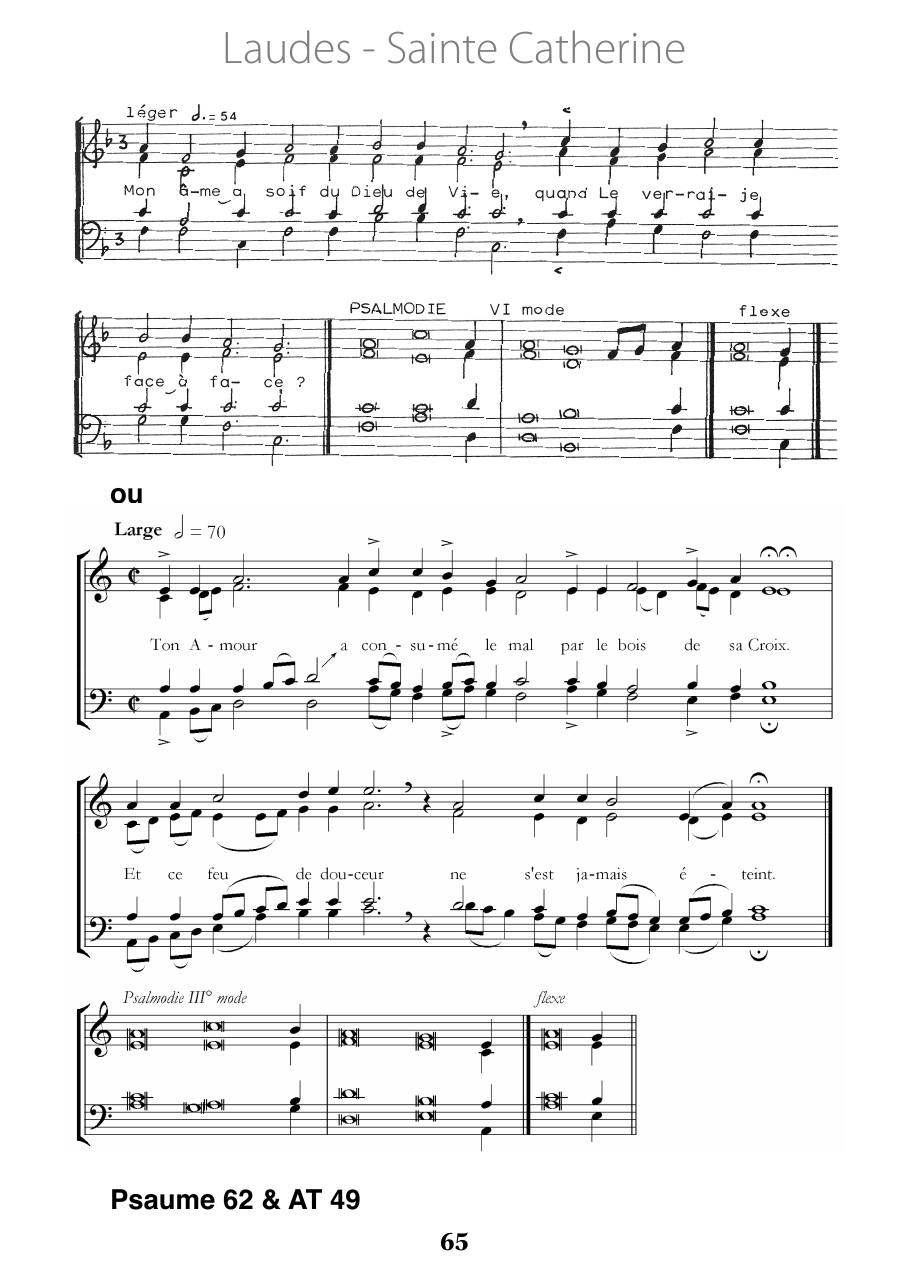 Laudes - Sainte Catherine
léger 𝅗𝅥. = 54
Mon â-me a soif du Dieu de Vi-e, quand Le ver-rai-je
PSALMODIE VI mode flexe
face à fa- ce ?
ou
Large 𝅗𝅥 = 70
Ton A - mour a con - su - mé le mal par le bois de sa Croix.
Et ce feu de dou-ceur ne s'est ja-mais é - teint.
Psalmodie III° mode flexe
Psaume 62 & AT 49
65